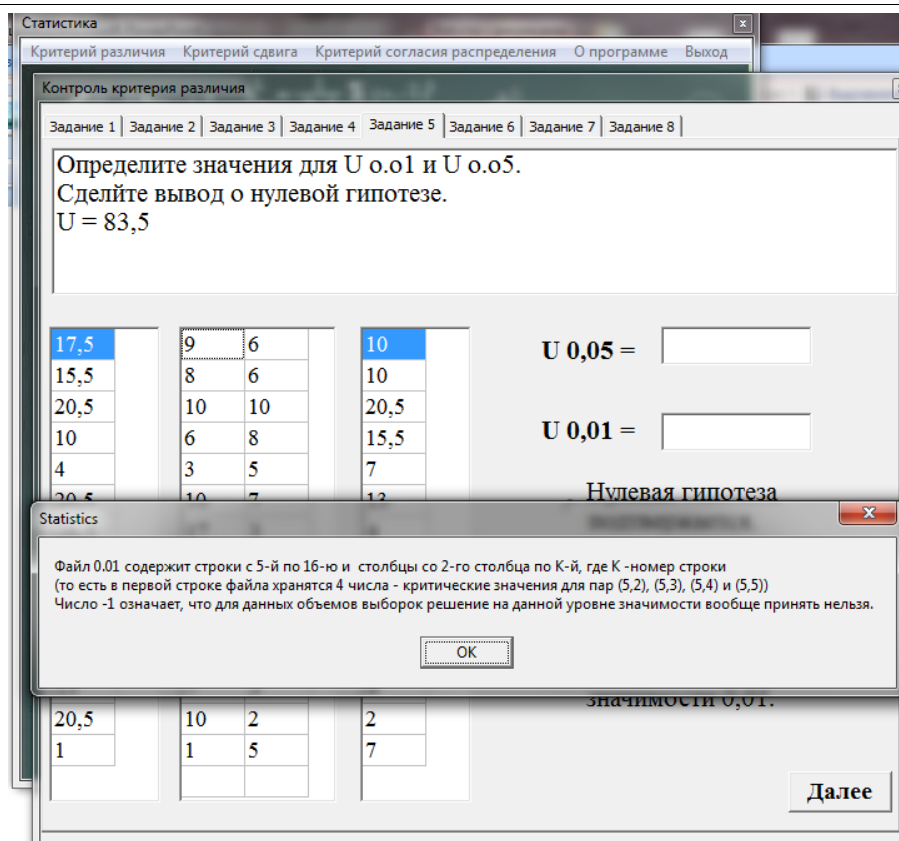 Статистика
Критерий различия Критерий сдвига Критерий согласия распределения О программе Выход
Контроль критерия различия
Задание 1 Задание 2 Задание 3 Задание 4 Задание 5 Задание 6 Задание 7 Задание 8
Определите значения для U о.о1 и U о.о5.
Сделйте вывод о нулевой гипотезе.
U = 83,5
17,5 9 6 10
U 0,05 =
15,5 8 6 10
20,5 10 10 20,5
10 6 8 15,5
U 0,01 =
4 3 5 7
20,5 10 7 13
Нулевая гипотеза
Statistics
Файл 0.01 содержит строки с 5-й по 16-ю и столбцы со 2-го столбца по K-й, где K -номер строки
(то есть в первой строке файла хранятся 4 числа - критические значения для пар (5,2), (5,3), (5,4) и (5,5))
Число -1 означает, что для данных объемов выборок решение на данной уровне значимости вообще принять нельзя.
OK
значимости 0,01.
20,5 10 2 2
1 1 5 7
Далее